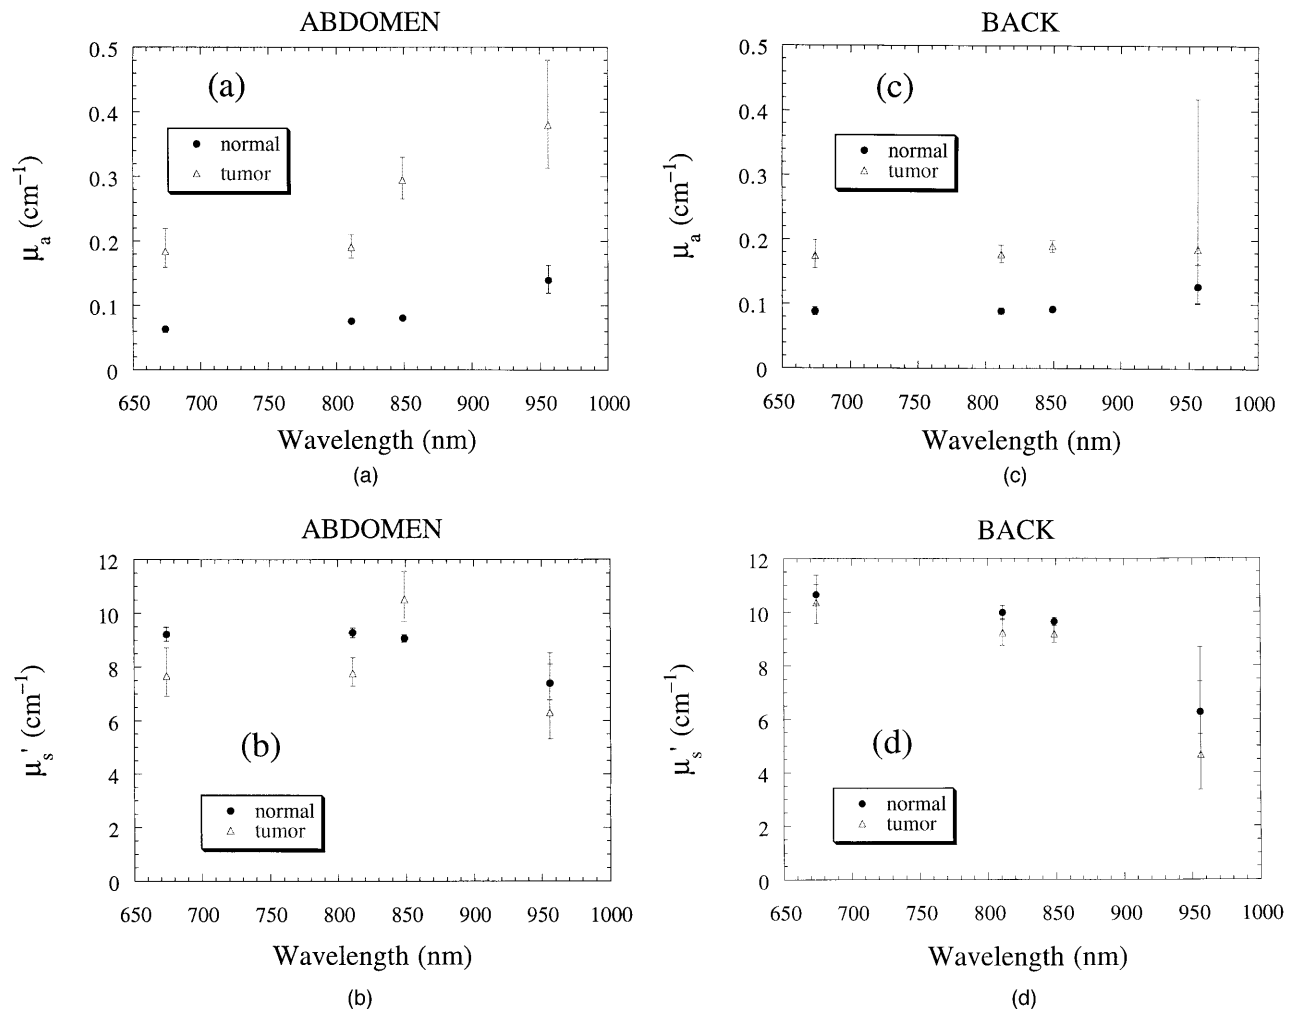 ABDOMEN
(a)
normal
tumor
0.5
0.4
0.3
0.2
0.1
0
μa (cm−1)
650 700 750 800 850 900 950 1000
Wavelength (nm)
(a)
BACK
(c)
normal
tumor
0.5
0.4
0.3
0.2
0.1
0
μa (cm−1)
650 700 750 800 850 900 950 1000
Wavelength (nm)
(c)
ABDOMEN
(b)
normal
tumor
12
10
8
6
4
2
0
μs' (cm−1)
650 700 750 800 850 900 950 1000
Wavelength (nm)
(b)
BACK
(d)
normal
tumor
12
10
8
6
4
2
0
μs' (cm−1)
650 700 750 800 850 900 950 1000
Wavelength (nm)
(d)